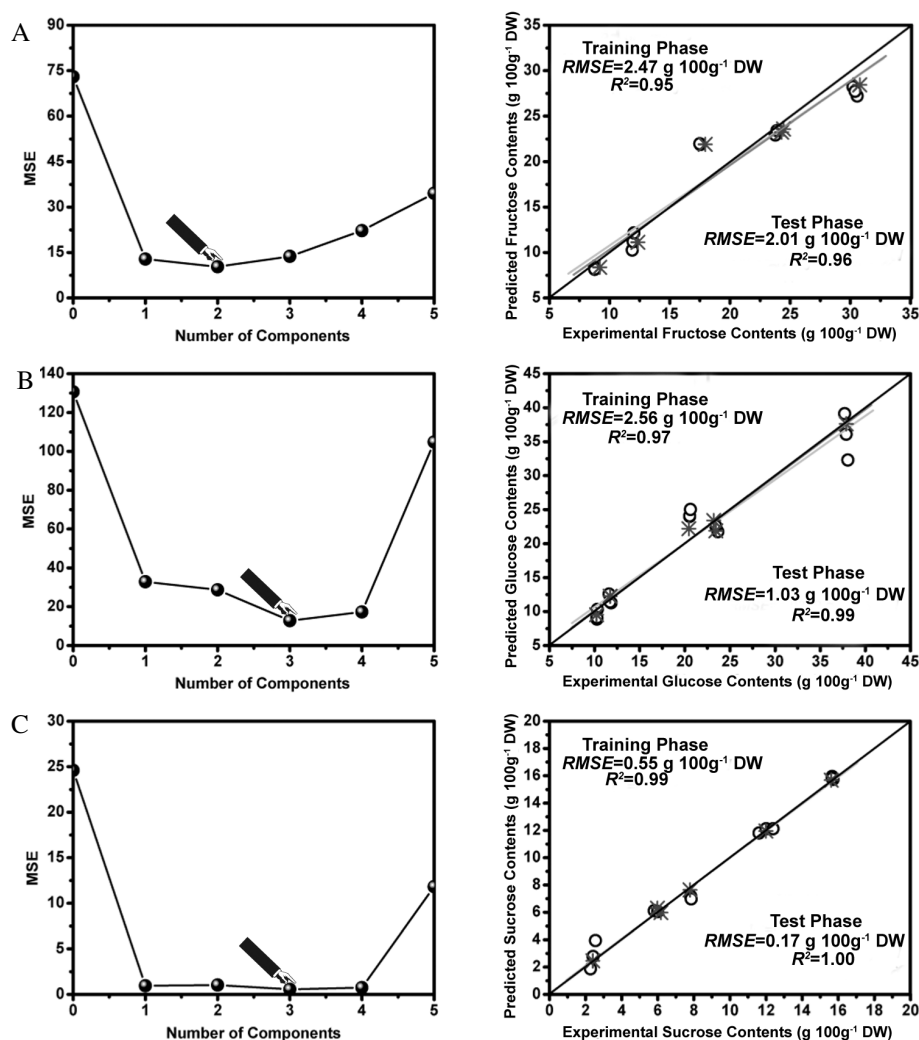 A
MSE
90
75
60
45
30
15
0
0 1 2 3 4 5
Number of Components
Predicted Fructose Contents (g 100g⁻¹ DW)
35
30
25
20
15
10
5
Training Phase
RMSE=2.47 g 100g⁻¹ DW
R²=0.95
Test Phase
RMSE=2.01 g 100g⁻¹ DW
R²=0.96
5 10 15 20 25 30 35
Experimental Fructose Contents (g 100g⁻¹ DW)
B
MSE
140
120
100
80
60
40
20
0
0 1 2 3 4 5
Number of Components
Predicted Glucose Contents (g 100g⁻¹ DW)
45
40
35
30
25
20
15
10
5
Training Phase
RMSE=2.56 g 100g⁻¹ DW
R²=0.97
Test Phase
RMSE=1.03 g 100g⁻¹ DW
R²=0.99
5 10 15 20 25 30 35 40 45
Experimental Glucose Contents (g 100g⁻¹ DW)
C
MSE
30
25
20
15
10
5
0
0 1 2 3 4 5
Number of Components
Predicted Sucrose Contents (g 100g⁻¹ DW)
20
18
16
14
12
10
8
6
4
2
0
Training Phase
RMSE=0.55 g 100g⁻¹ DW
R²=0.99
Test Phase
RMSE=0.17 g 100g⁻¹ DW
R²=1.00
0 2 4 6 8 10 12 14 16 18 20
Experimental Sucrose Contents (g 100g⁻¹ DW)